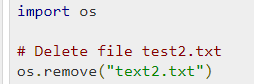 import os
# Delete file test2.txt
os.remove("text2.txt")